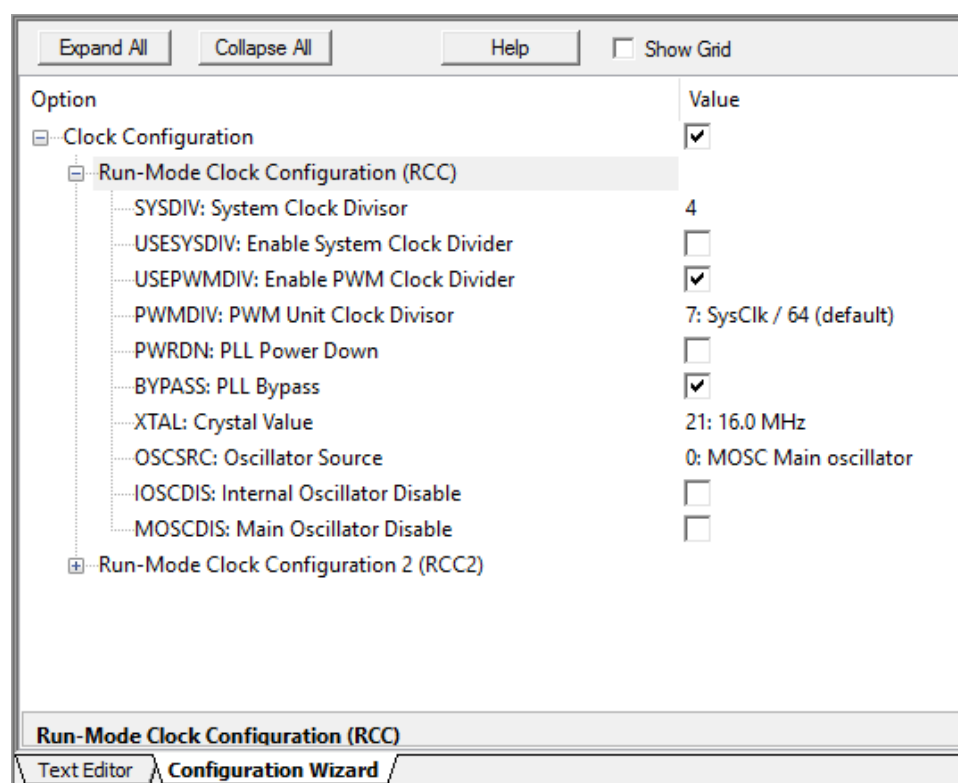 Expand All Collapse All Help Show Grid
Option Value
Clock Configuration
Run-Mode Clock Configuration (RCC)
SYSDIV: System Clock Divisor 4
USESYSDIV: Enable System Clock Divider
USEPWMDIV: Enable PWM Clock Divider
PWMDIV: PWM Unit Clock Divisor 7: SysClk / 64 (default)
PWRDN: PLL Power Down
BYPASS: PLL Bypass
XTAL: Crystal Value 21: 16.0 MHz
OSCSRC: Oscillator Source 0: MOSC Main oscillator
IOSCDIS: Internal Oscillator Disable
MOSCDIS: Main Oscillator Disable
Run-Mode Clock Configuration 2 (RCC2)
Run-Mode Clock Configuration (RCC)
Text Editor Configuration Wizard